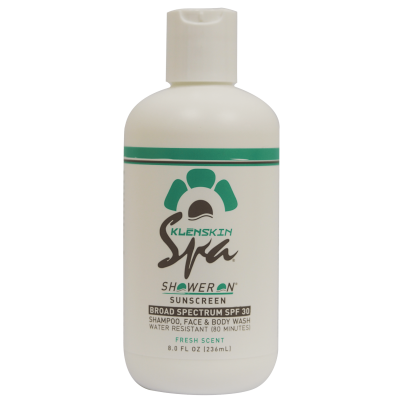 KLENSKIN
Spa®
SHOWER ON®
SUNSCREEN
BROAD SPECTRUM SPF 30
SHAMPOO, FACE & BODY WASH
WATER RESISTANT (80 MINUTES)
FRESH SCENT
8.0 FL OZ (236mL)